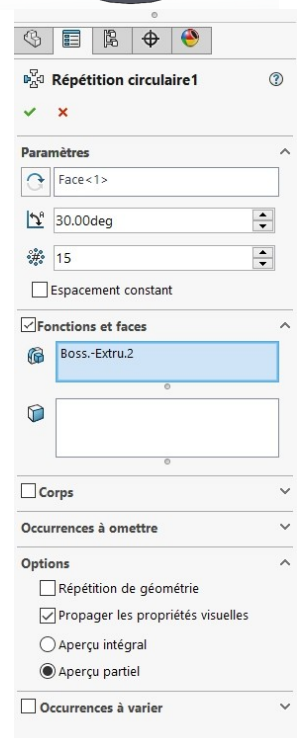 Répétition circulaire1
Paramètres
Face<1>
30.00deg
15
Espacement constant
Fonctions et faces
Boss.-Extru.2
Corps
Occurrences à omettre
Options
Répétition de géométrie
Propager les propriétés visuelles
Aperçu intégral
Aperçu partiel
Occurrences à varier